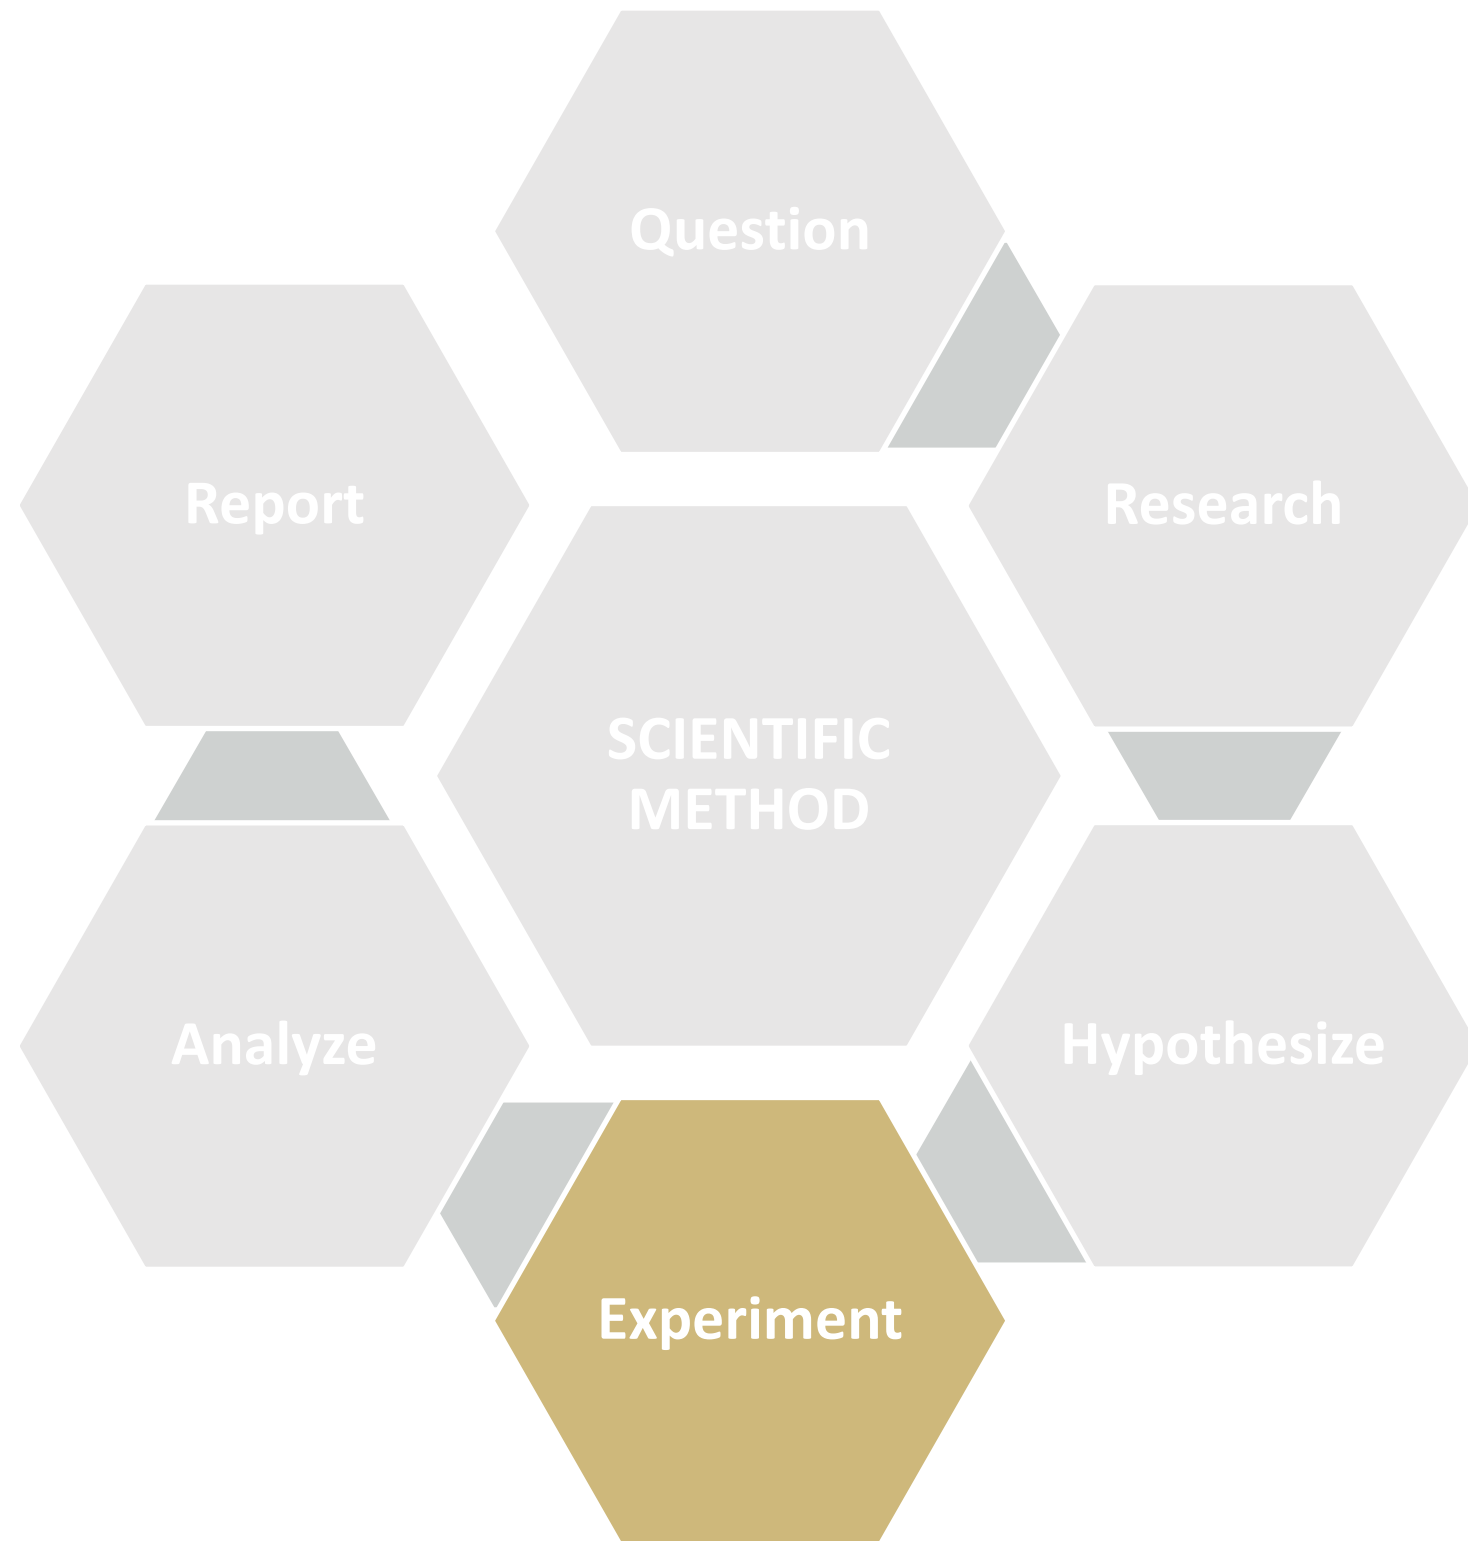 Question
Research
Report
SCIENTIFIC
METHOD
Hypothesize
Analyze
Experiment